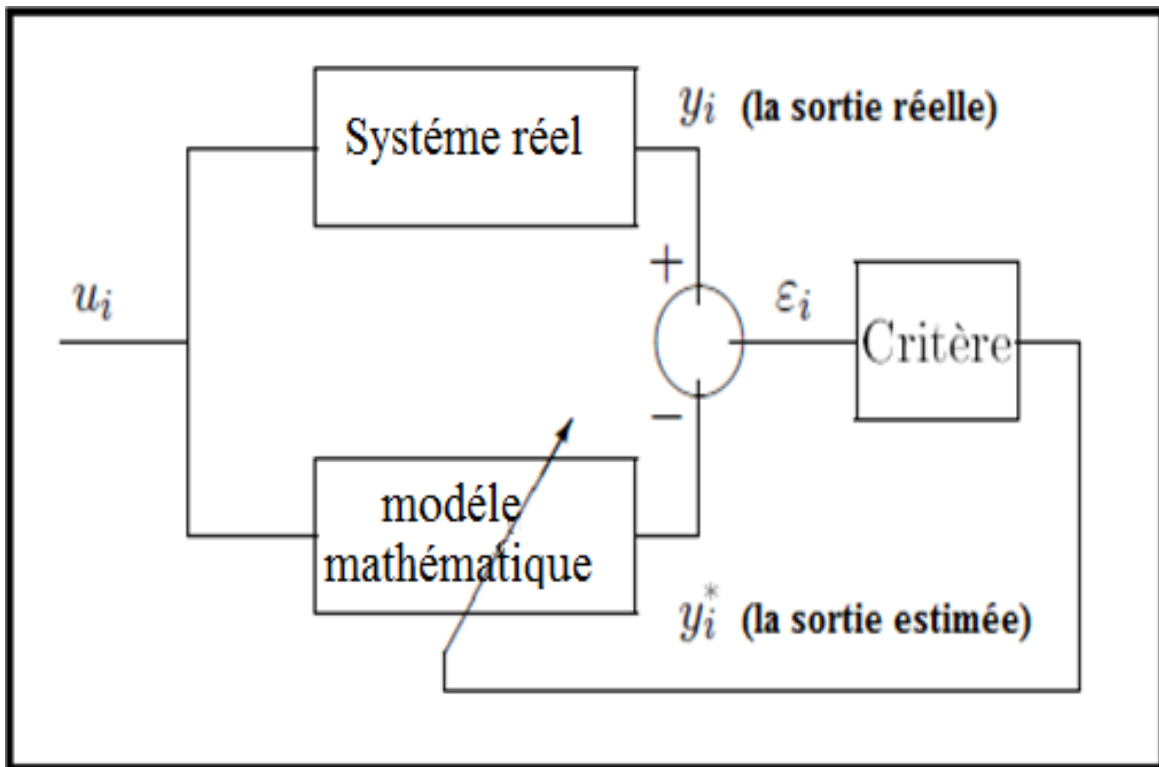 y_i (la sortie réelle)
Systéme réel
+
u_i
ε_i
Critère
−
modéle
mathématique
y_i^* (la sortie estimée)